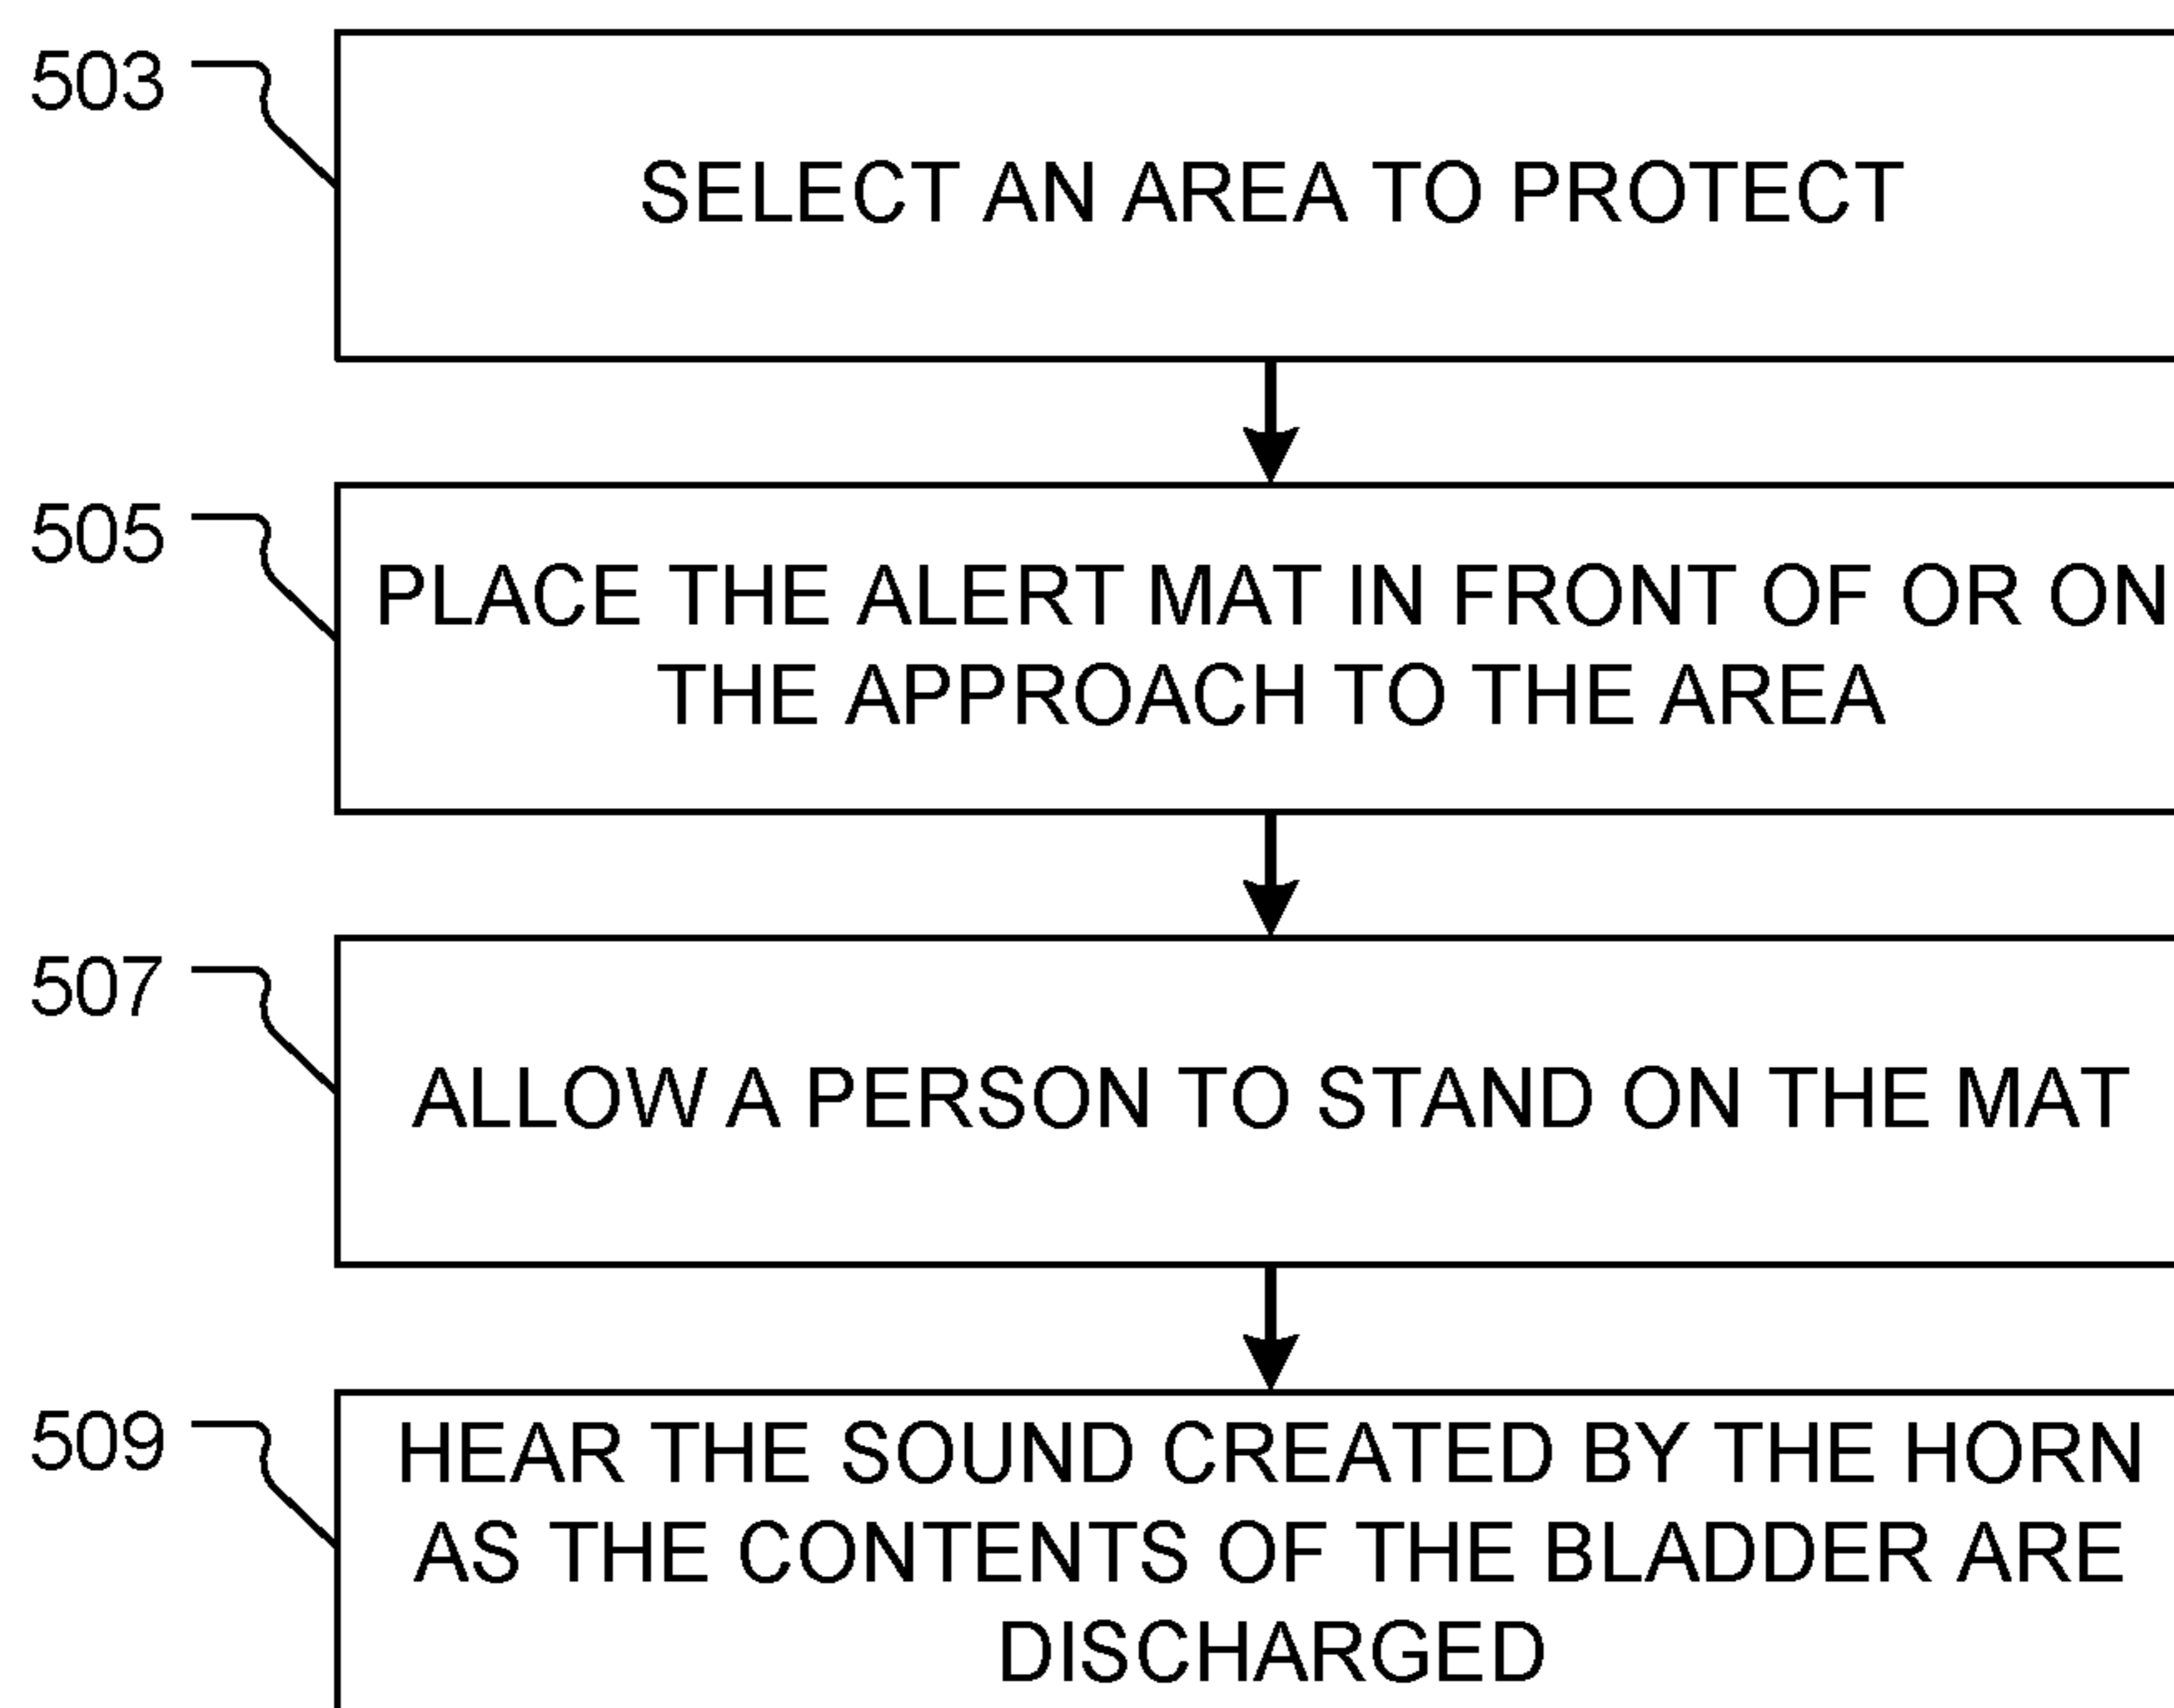 503
SELECT AN AREA TO PROTECT
505
PLACE THE ALERT MAT IN FRONT OF OR ON
THE APPROACH TO THE AREA
507
ALLOW A PERSON TO STAND ON THE MAT
509
HEAR THE SOUND CREATED BY THE HORN
AS THE CONTENTS OF THE BLADDER ARE
DISCHARGED